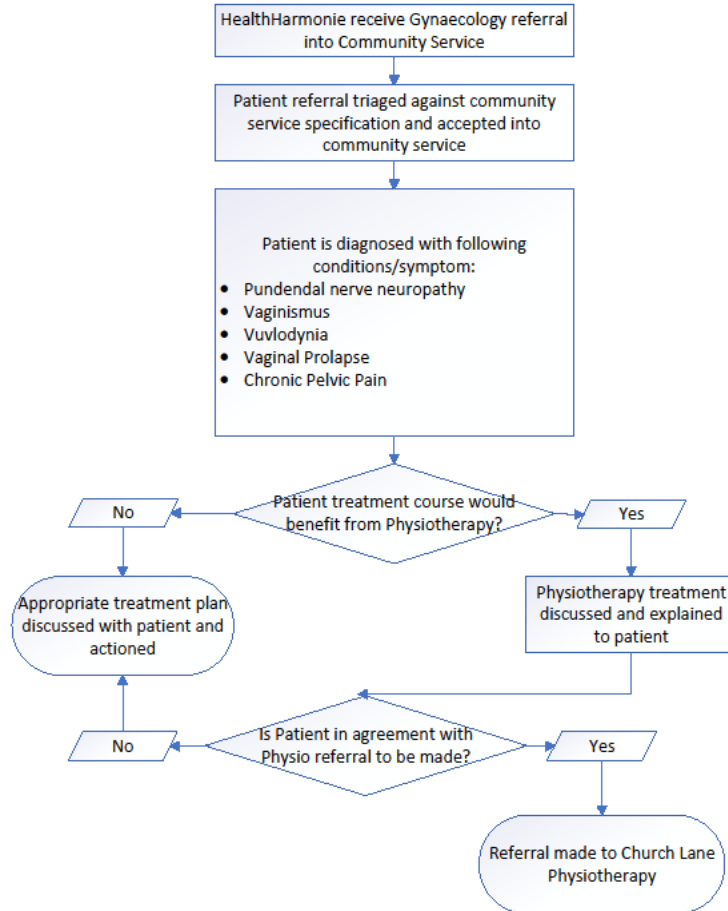 HealthHarmonie receive Gynaecology referral
into Community Service
Patient referral triaged against community
service specification and accepted into
community service
Patient is diagnosed with following
conditions/symptom:
• Pundendal nerve neuropathy
• Vaginismus
• Vuvlodynia
• Vaginal Prolapse
• Chronic Pelvic Pain
Patient treatment course would
benefit from Physiotherapy?
No
Yes
Appropriate treatment plan
discussed with patient and
actioned
Physiotherapy treatment
discussed and explained
to patient
Is Patient in agreement with
Physio referral to be made?
No
Yes
Referral made to Church Lane
Physiotherapy